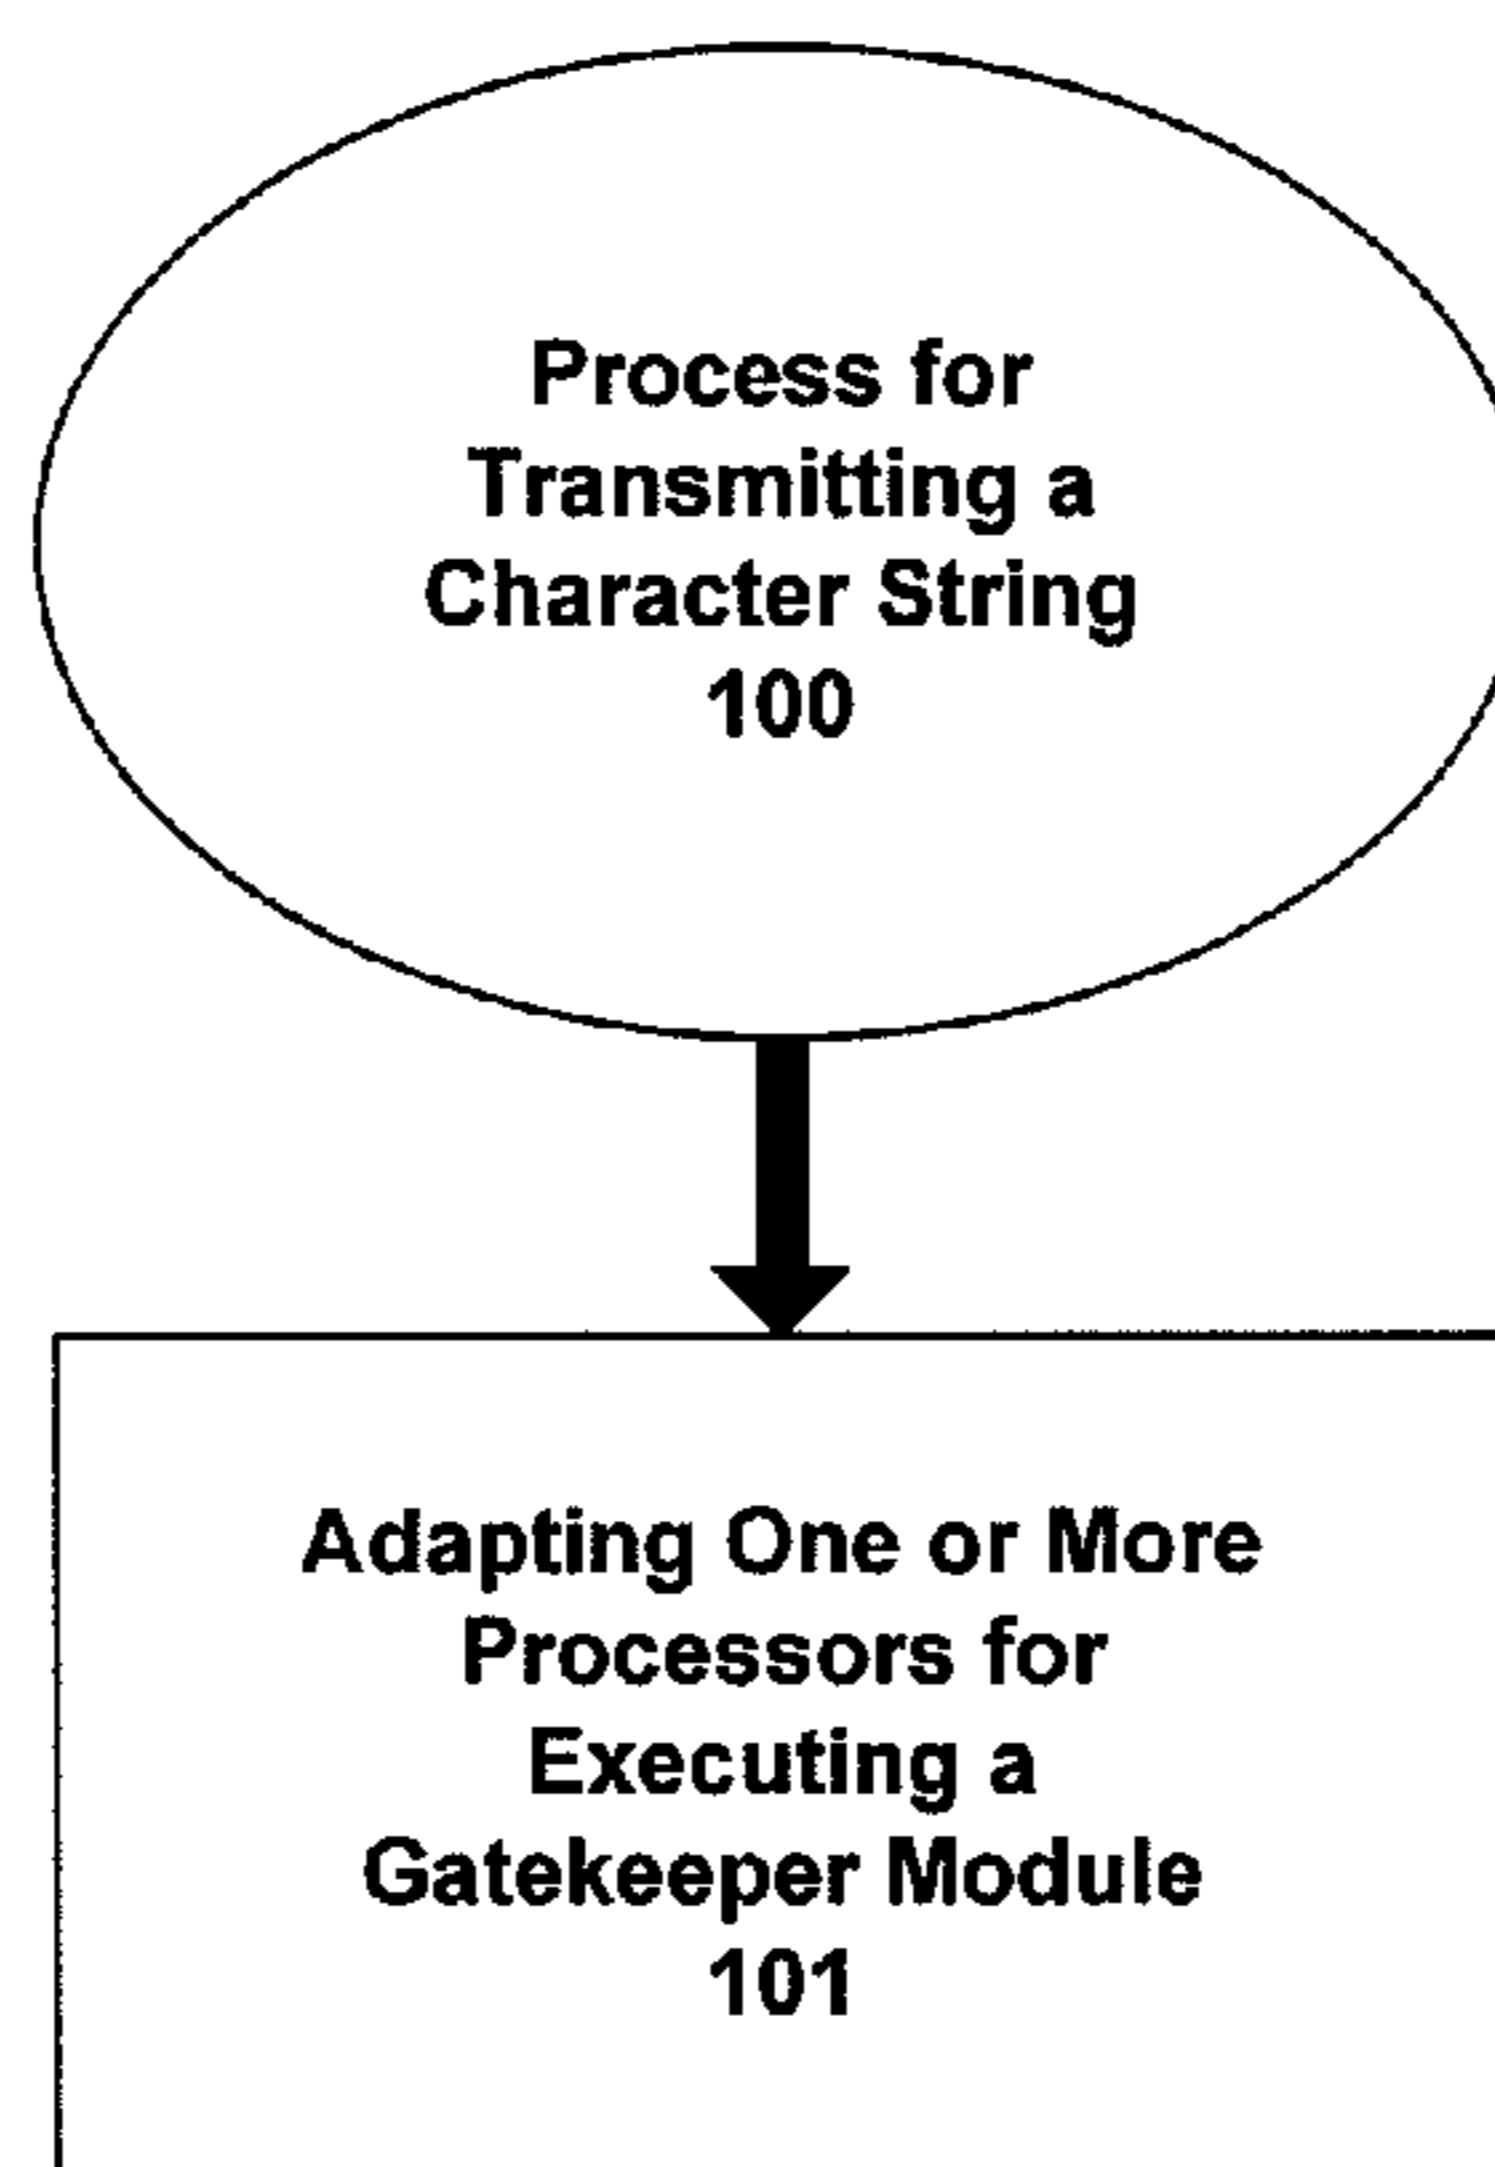 Process for
Transmitting a
Character String
100
Adapting One or More
Processors for
Executing a
Gatekeeper Module
101